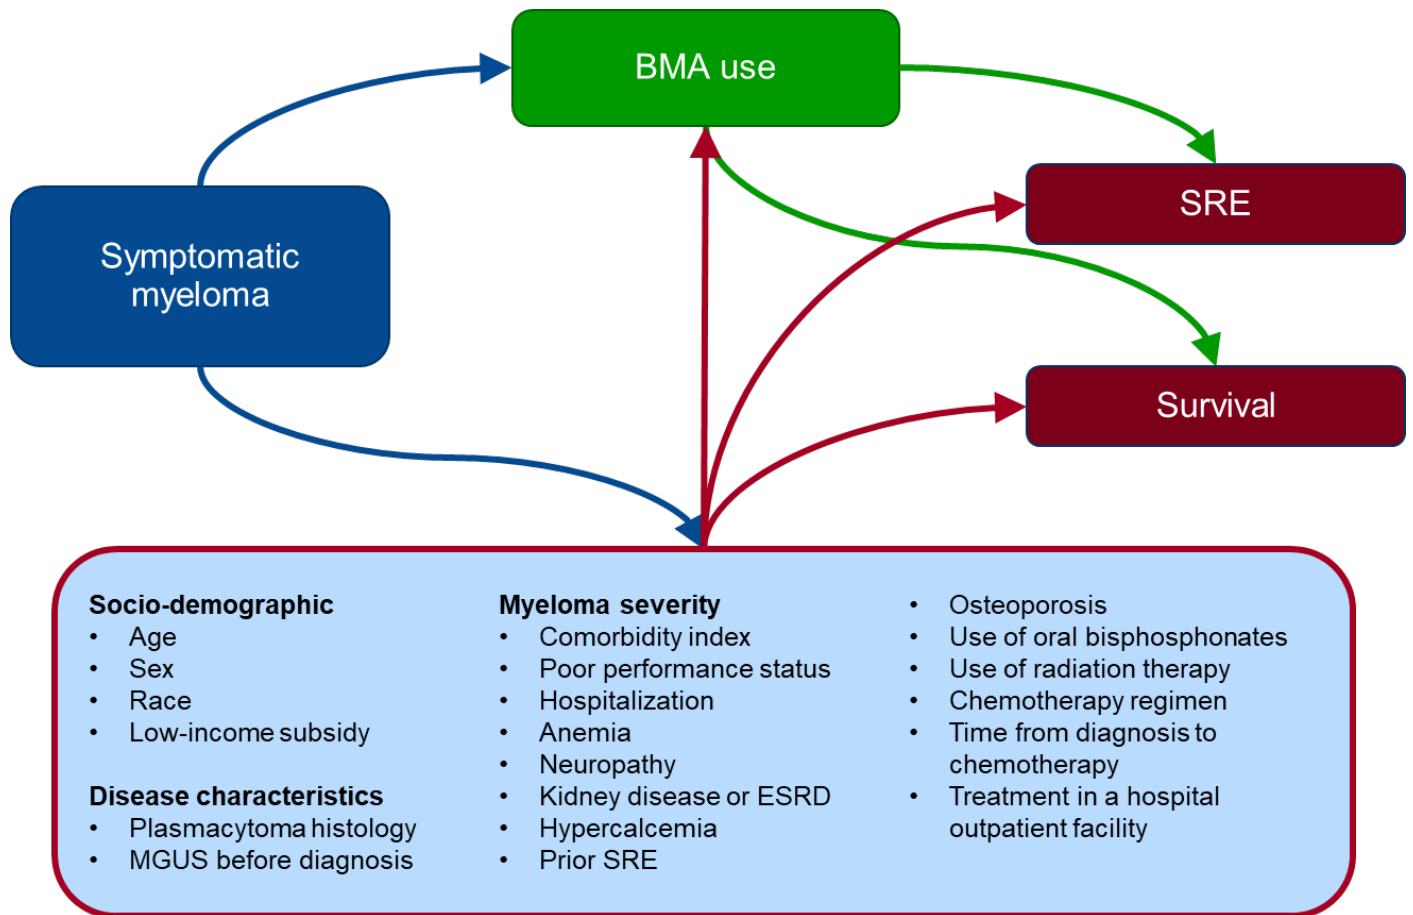 BMA use
SRE
Symptomatic
myeloma
Survival
Socio-demographic
• Age
• Sex
• Race
• Low-income subsidy
Disease characteristics
• Plasmacytoma histology
• MGUS before diagnosis
Myeloma severity
• Comorbidity index
• Poor performance status
• Hospitalization
• Anemia
• Neuropathy
• Kidney disease or ESRD
• Hypercalcemia
• Prior SRE
• Osteoporosis
• Use of oral bisphosphonates
• Use of radiation therapy
• Chemotherapy regimen
• Time from diagnosis to
chemotherapy
• Treatment in a hospital
outpatient facility